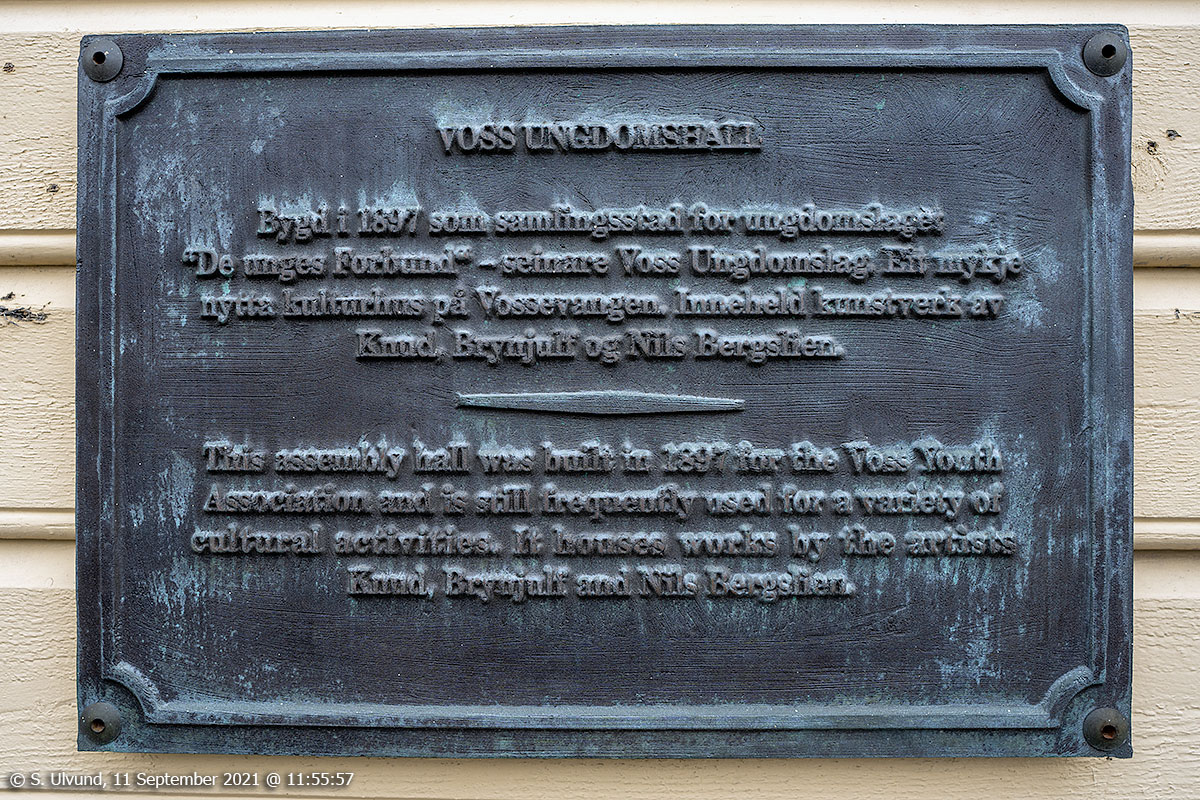 VOSS UNGDOMSHALL
Bygd i 1897 som samlingsstad for ungdomslaget
“De unges Forbund“ – seinare Voss Ungdomslag. Eit mykje
nytta kulturhus på Vossevangen. Inneheld kunstverk av
Knud, Brynjulf og Nils Bergslien.
This assembly hall was built in 1897 for the Voss Youth
Association and is still frequently used for a variety of
cultural activities. It houses works by the artists
Knud, Brynjulf and Nils Bergslien.
© S. Ulvund, 11 September 2021 @ 11:55:57